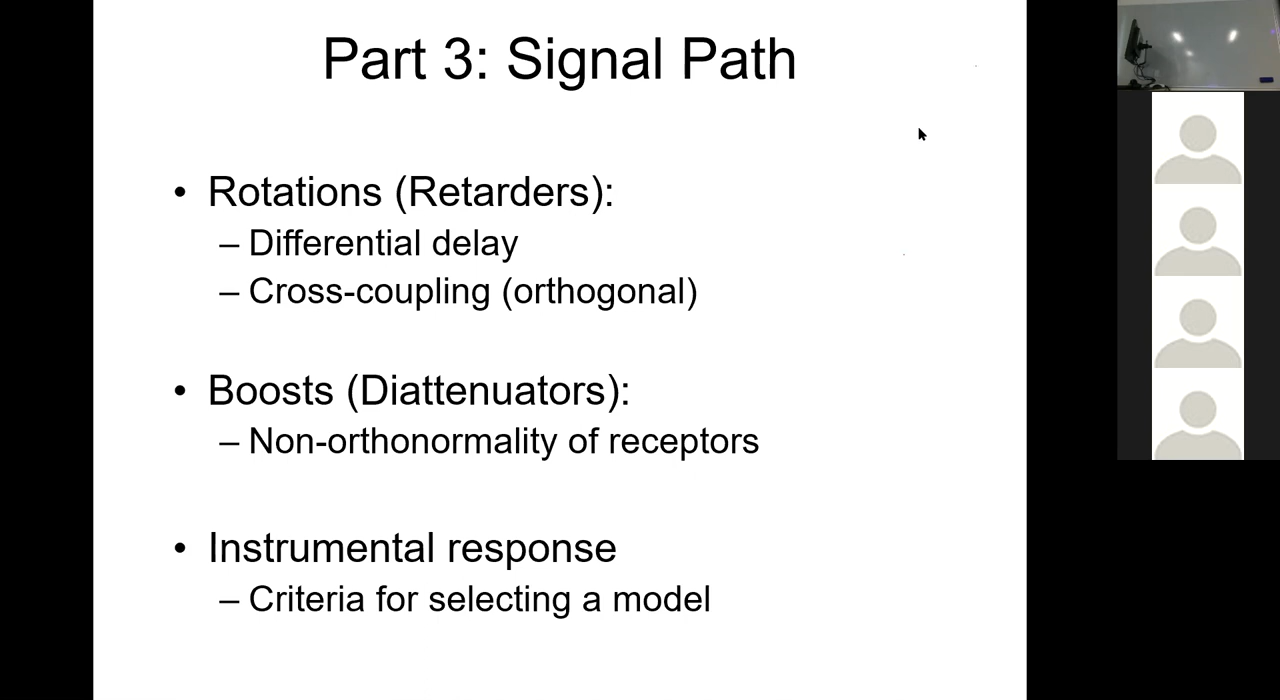 Part 3: Signal Path
• Rotations (Retarders):
– Differential delay
– Cross-coupling (orthogonal)
• Boosts (Diattenuators):
– Non-orthonormality of receptors
• Instrumental response
– Criteria for selecting a model